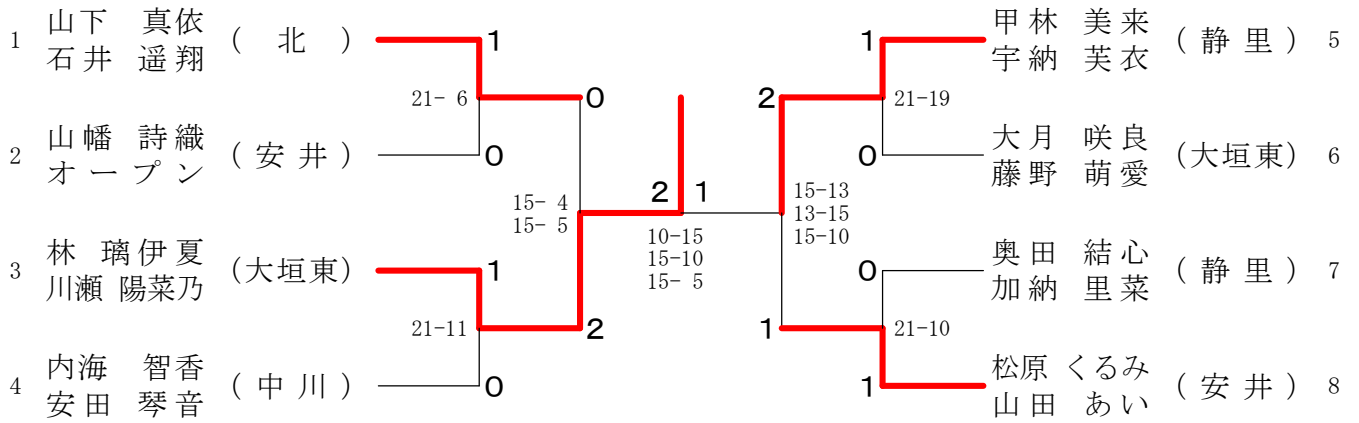 1 山下 真依 石井 遥翔 ( 北 ) 1
21- 6 0
2 山幡 詩織 オープン ( 安井 ) 0
15- 4
15- 5
3 林 璃伊夏 川瀬 陽菜乃 (大垣東) 1
21-11 2
4 内海 智香 安田 琴音 ( 中川 ) 0
2 1
10-15
15-10
15- 5
1 甲林 美来 宇納 芙衣 ( 静里 ) 5
2 21-19
0 大月 咲良 藤野 萌愛 (大垣東) 6
15-13
13-15
15-10
0 奥田 結心 加納 里菜 ( 静里 ) 7
1 21-10
1 松原 くるみ 山田 あい ( 安井 ) 8